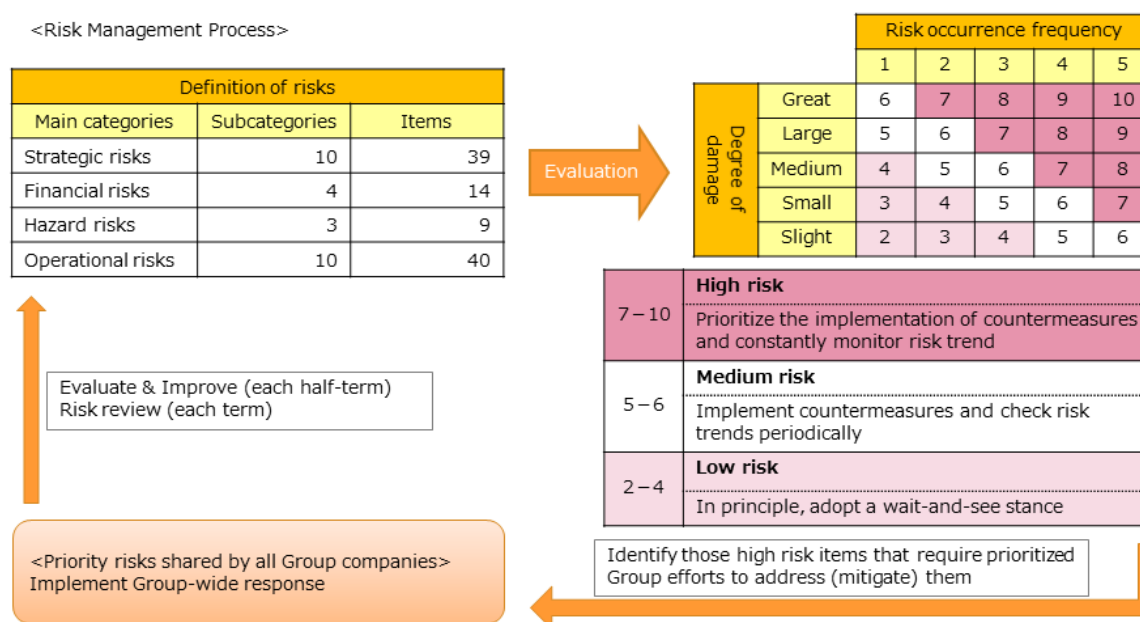 <Risk Management Process>
Definition of risks
Main categories Subcategories Items
Strategic risks 10 39
Financial risks 4 14
Hazard risks 3 9
Operational risks 10 40
Evaluation
Risk occurrence frequency
1 2 3 4 5
Degree of
damage
Great 6 7 8 9 10
Large 5 6 7 8 9
Medium 4 5 6 7 8
Small 3 4 5 6 7
Slight 2 3 4 5 6
7-10
High risk
Prioritize the implementation of countermeasures
and constantly monitor risk trend
5-6
Medium risk
Implement countermeasures and check risk
trends periodically
2-4
Low risk
In principle, adopt a wait-and-see stance
Identify those high risk items that require prioritized
Group efforts to address (mitigate) them
<Priority risks shared by all Group companies>
Implement Group-wide response
Evaluate & Improve (each half-term)
Risk review (each term)